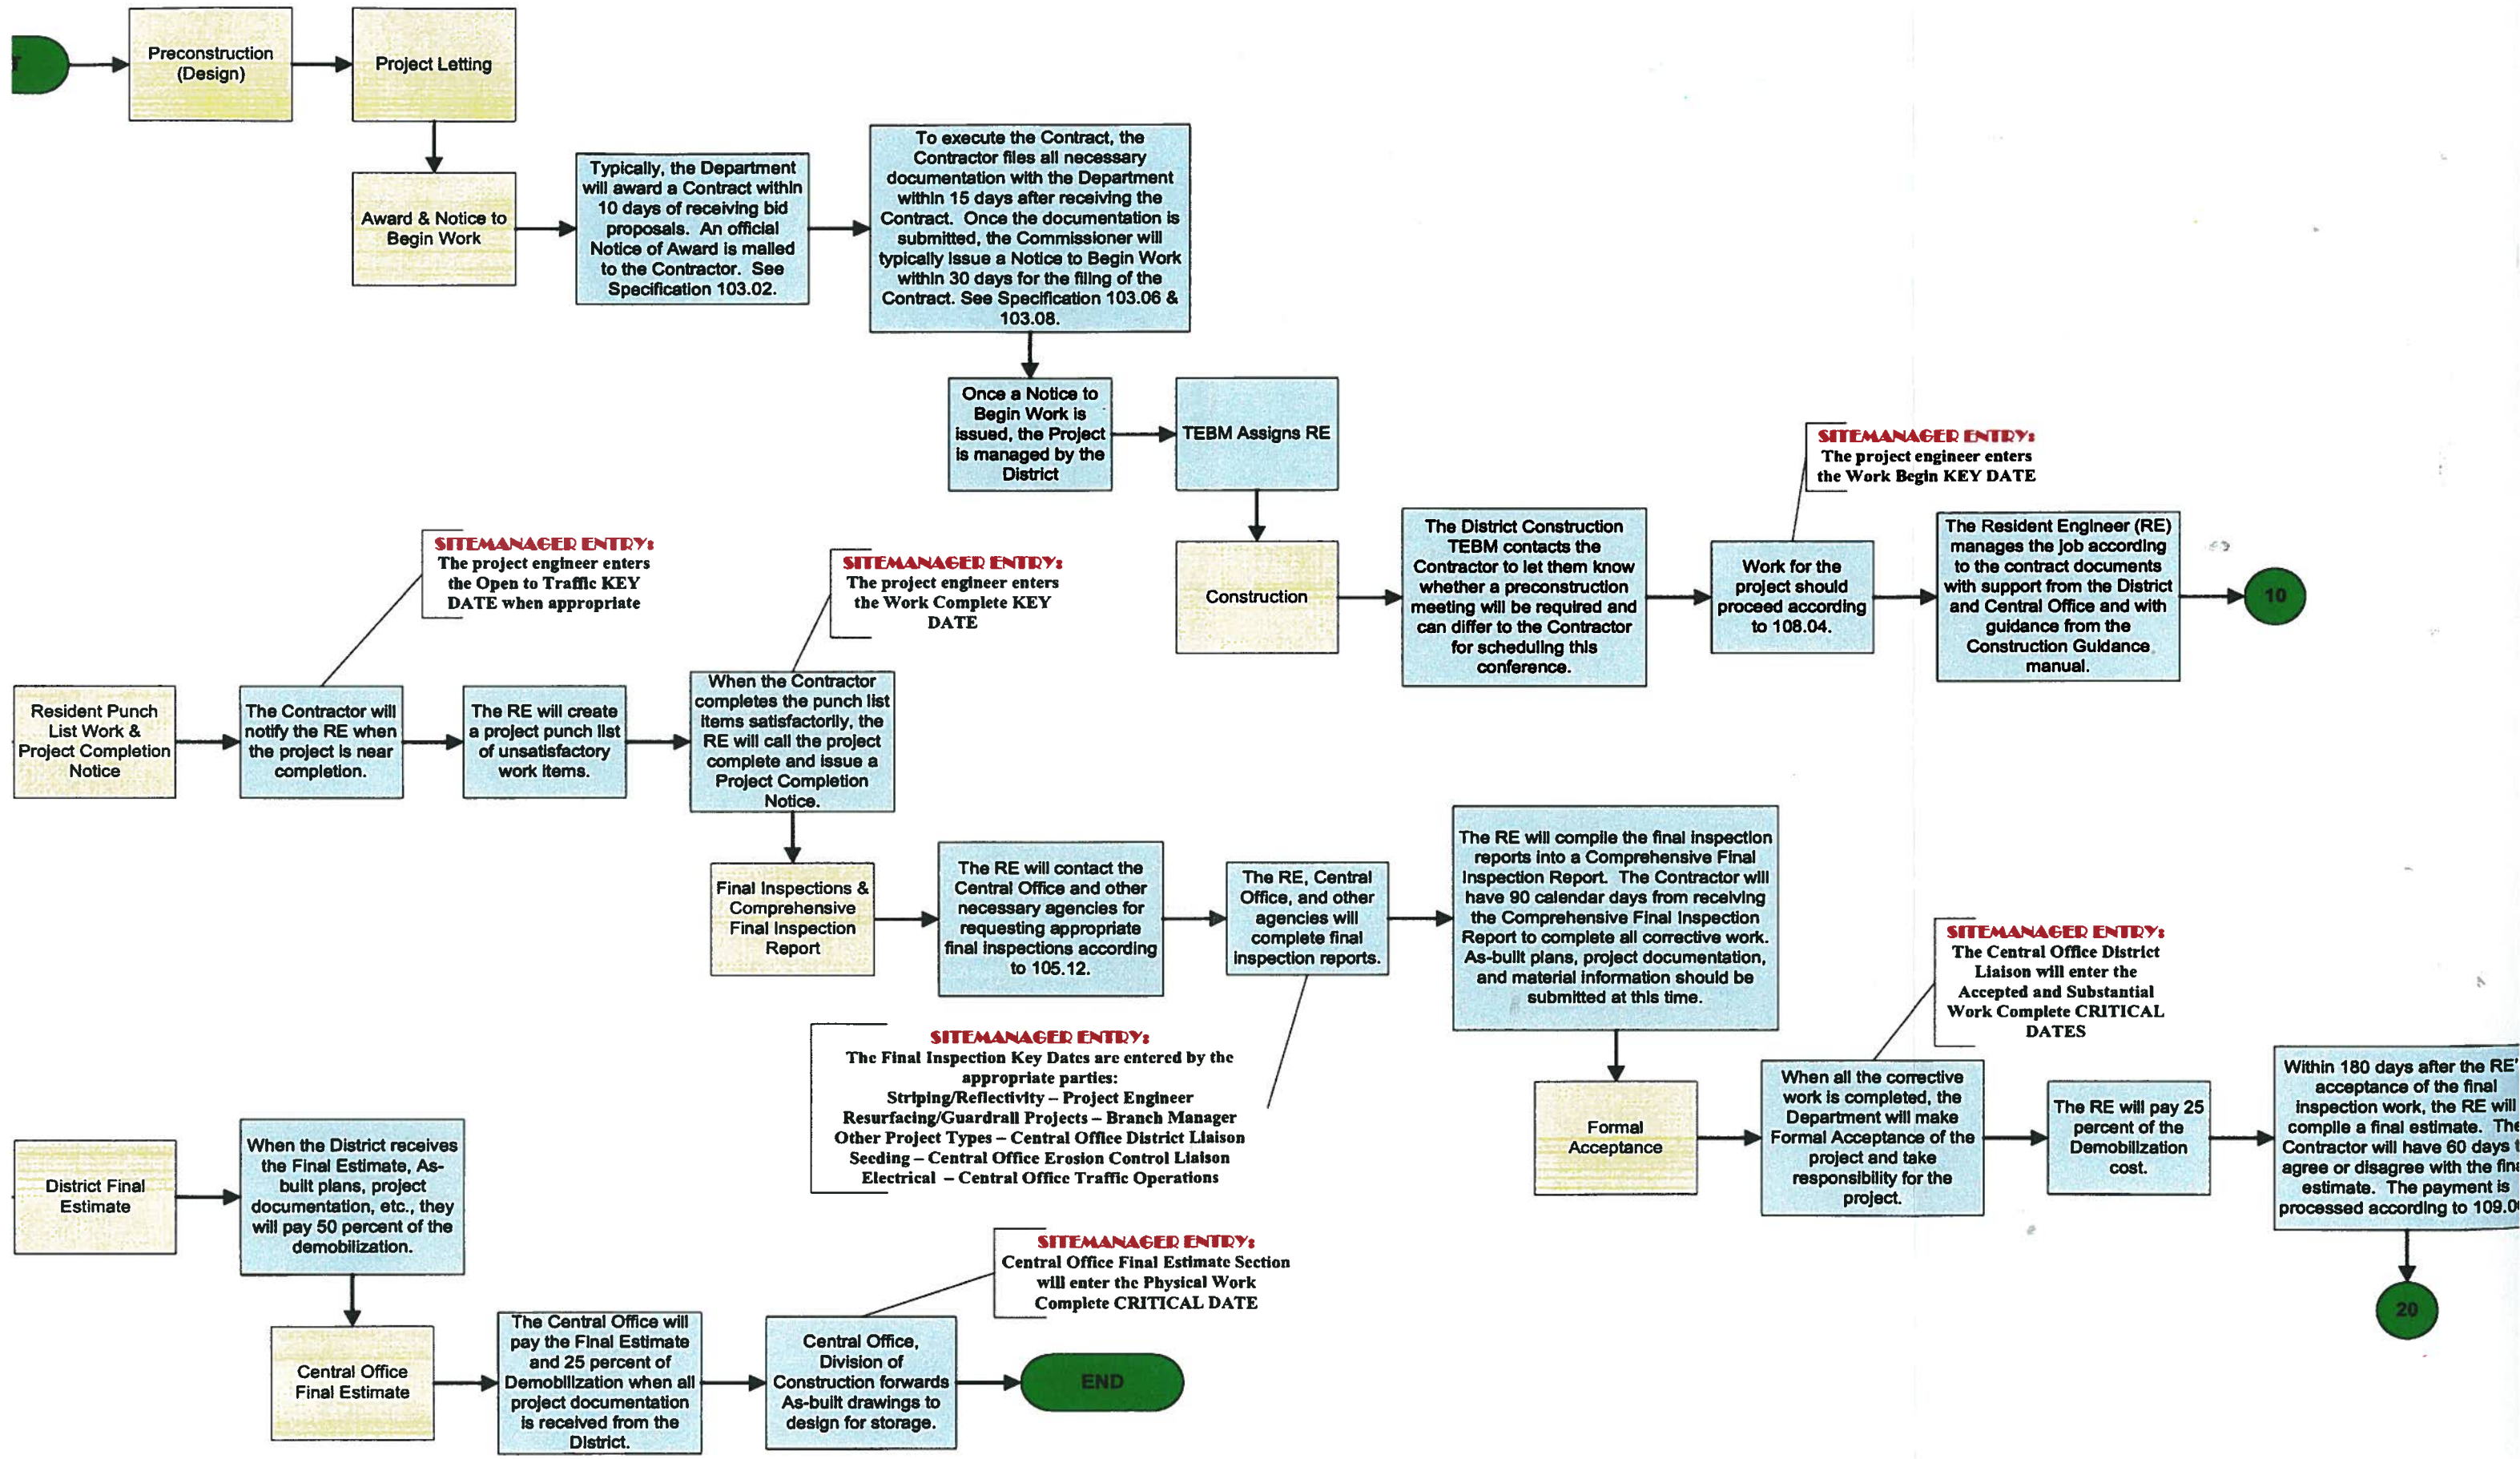 T
Preconstruction
(Design)
Project Letting
Award & Notice to
Begin Work
Typically, the Department
will award a Contract within
10 days of receiving bid
proposals. An official
Notice of Award is mailed
to the Contractor. See
Specification 103.02.
To execute the Contract, the
Contractor files all necessary
documentation with the Department
within 15 days after receiving the
Contract. Once the documentation is
submitted, the Commissioner will
typically issue a Notice to Begin Work
within 30 days for the filing of the
Contract. See Specification 103.06 &
103.08.
Once a Notice to
Begin Work is
issued, the Project
is managed by the
District
TEBM Assigns RE
Construction
The District Construction
TEBM contacts the
Contractor to let them know
whether a preconstruction
meeting will be required and
can differ to the Contractor
for scheduling this
conference.
SITEMANAGER ENTRY:
The project engineer enters
the Work Begin KEY DATE
Work for the
project should
proceed according
to 108.04.
The Resident Engineer (RE)
manages the job according
to the contract documents
with support from the District
and Central Office and with
guidance from the
Construction Guidance
manual.
10
Resident Punch
List Work &
Project Completion
Notice
SITEMANAGER ENTRY:
The project engineer enters
the Open to Traffic KEY
DATE when appropriate
The Contractor will
notify the RE when
the project is near
completion.
The RE will create
a project punch list
of unsatisfactory
work items.
SITEMANAGER ENTRY:
The project engineer enters
the Work Complete KEY
DATE
When the Contractor
completes the punch list
items satisfactorily, the
RE will call the project
complete and issue a
Project Completion
Notice.
Final Inspections &
Comprehensive
Final Inspection
Report
The RE will contact the
Central Office and other
necessary agencies for
requesting appropriate
final inspections according
to 105.12.
The RE, Central
Office, and other
agencies will
complete final
inspection reports.
SITEMANAGER ENTRY:
The Final Inspection Key Dates are entered by the
appropriate parties:
Striping/Reflectivity – Project Engineer
Resurfacing/Guardrail Projects – Branch Manager
Other Project Types – Central Office District Liaison
Seeding – Central Office Erosion Control Liaison
Electrical – Central Office Traffic Operations
The RE will compile the final inspection
reports into a Comprehensive Final
Inspection Report. The Contractor will
have 90 calendar days from receiving
the Comprehensive Final Inspection
Report to complete all corrective work.
As-built plans, project documentation,
and material information should be
submitted at this time.
Formal
Acceptance
SITEMANAGER ENTRY:
The Central Office District
Liaison will enter the
Accepted and Substantial
Work Complete CRITICAL
DATES
When all the corrective
work is completed, the
Department will make
Formal Acceptance of the
project and take
responsibility for the
project.
The RE will pay 25
percent of the
Demobilization
cost.
Within 180 days after the RE'
acceptance of the final
inspection work, the RE will
compile a final estimate. The
Contractor will have 60 days
agree or disagree with the
estimate. The payment is
processed according to
20
District Final
Estimate
When the District receives
the Final Estimate, As-
built plans, project
documentation, etc., they
will pay 50 percent of the
demobilization.
Central Office
Final Estimate
The Central Office will
pay the Final Estimate
and 25 percent of
Demobilization when all
project documentation
is received from the
District.
SITEMANAGER ENTRY:
Central Office Final Estimate Section
will enter the Physical Work
Complete CRITICAL DATE
Central Office,
Division of
Construction forwards
As-built drawings to
design for storage.
END